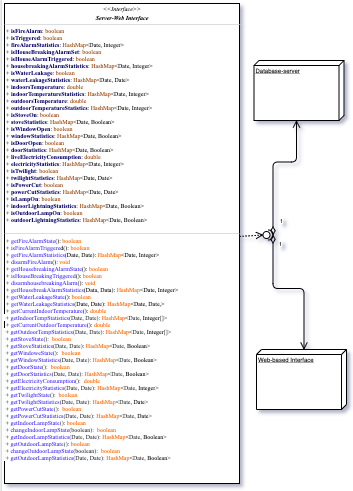 <<Interface>>
Server-Web Interface
+ isFireAlarm: boolean
+ isTriggered: boolean
+ fireAlarmStatistics: HashMap<Date, Integer>
+ isHouseBreakingAlarmSet: boolean
+ isHouseAlarmTriggered: boolean
+ housebreakingAlarmStatistics: HashMap<Date, Integer>
+ isWaterLeakage: boolean
+ waterLeakageStatistics: HashMap<Date, Date>
+ indoorsTemperature: double
+ indoorTemperatureStatistics: HashMap<Date, Integer>
+ outdoorsTemperature: double
+ outdoorTemperatureStatistics: HashMap<Date, Integer>
+ isStoveOn: boolean
+ stoveStatistics: HashMap<Date, Boolean>
+ isWindowOpen: boolean
+ windowStatistics: HashMap<Date, Boolean>
+ isDoorOpen: boolean
+ doorStatistics: HashMap<Date, Boolean>
+ liveElectricityConsumption: double
+ electricityStatistics: HashMap<Date, Integer>
+ isTwilight: boolean
+ twilightStatistics: HashMap<Date, Date>
+ isPowerCut: boolean
+ powerCutStatistics: HashMap<Date, Date>
+ isLampOn: boolean
+ indoorLightningStatistics: HashMap<Date, Boolean>
+ isOutdoorLampOn: boolean
+ outdoorLightningStatistics: HashMap<Date, Boolean>
+ getFireAlarmState(): boolean
+ isFireAlarmTriggered(): boolean
+ getFireAlarmStatistics(Date, Date): HashMap<Date, Integer>
+ disarmFireAlarm(): void
+ getHousebreakingAlarmState(): boolean
+ isHouseBreakingTriggered(): boolean
+ disarmhousebreakingAlarm(): void
+ getHousebreakAlarmStatistics(Data, Data): HashMap<Date, Integer>
+ getWaterLeakage(): boolean
+ getWaterLeakageStatistics(Date, Date): HashMap<Date, Date,>
+ getCurrentIndoorTemperature(): double
+ getIndoorTempStatistics(Date, Date): HashMap<Date, Integer[]>
+ getCurrentOutdoorTemperature(): double
+ getOutdoorTempStatistics(Date, Date): HashMap<Date, Integer[]>
+ getStoveState(): boolean
+ getStoveStatistics(Date, Date): HashMap<Date, Boolean>
+ getWindowState(): boolean
+ getWindowStatistics(Date, Date): HashMap<Date, Boolean>
+ getDoorState(): boolean
+ getDoorStatistics(Date, Date): HashMap<Date, Boolean>
+ getElectricityConsumption(): double
+ getElectricityStatistics(Date, Date): HashMap<Date, Integer>
+ getTwilightState(): boolean
+ getTwilightStatistics(Date, Date): HashMap<Date, Date>
+ getPowerCutState(): boolean
+ getPowerCutStatistics(Date, Date): HashMap<Date, Date>
+ getIndoorLampState(): boolean
+ changeIndoorLampState(boolean): boolean
+ getIndoorLampStatistics(Date, Date): HashMap<Date, Boolean>
+ getOutdoorLampState(): boolean
+ changeOutdoorLampState(boolean): boolean
+ getOutdoorLampStatistics(Date, Date): HashMap<Date, Boolean>
Database-server
1
1
Web-based Interface